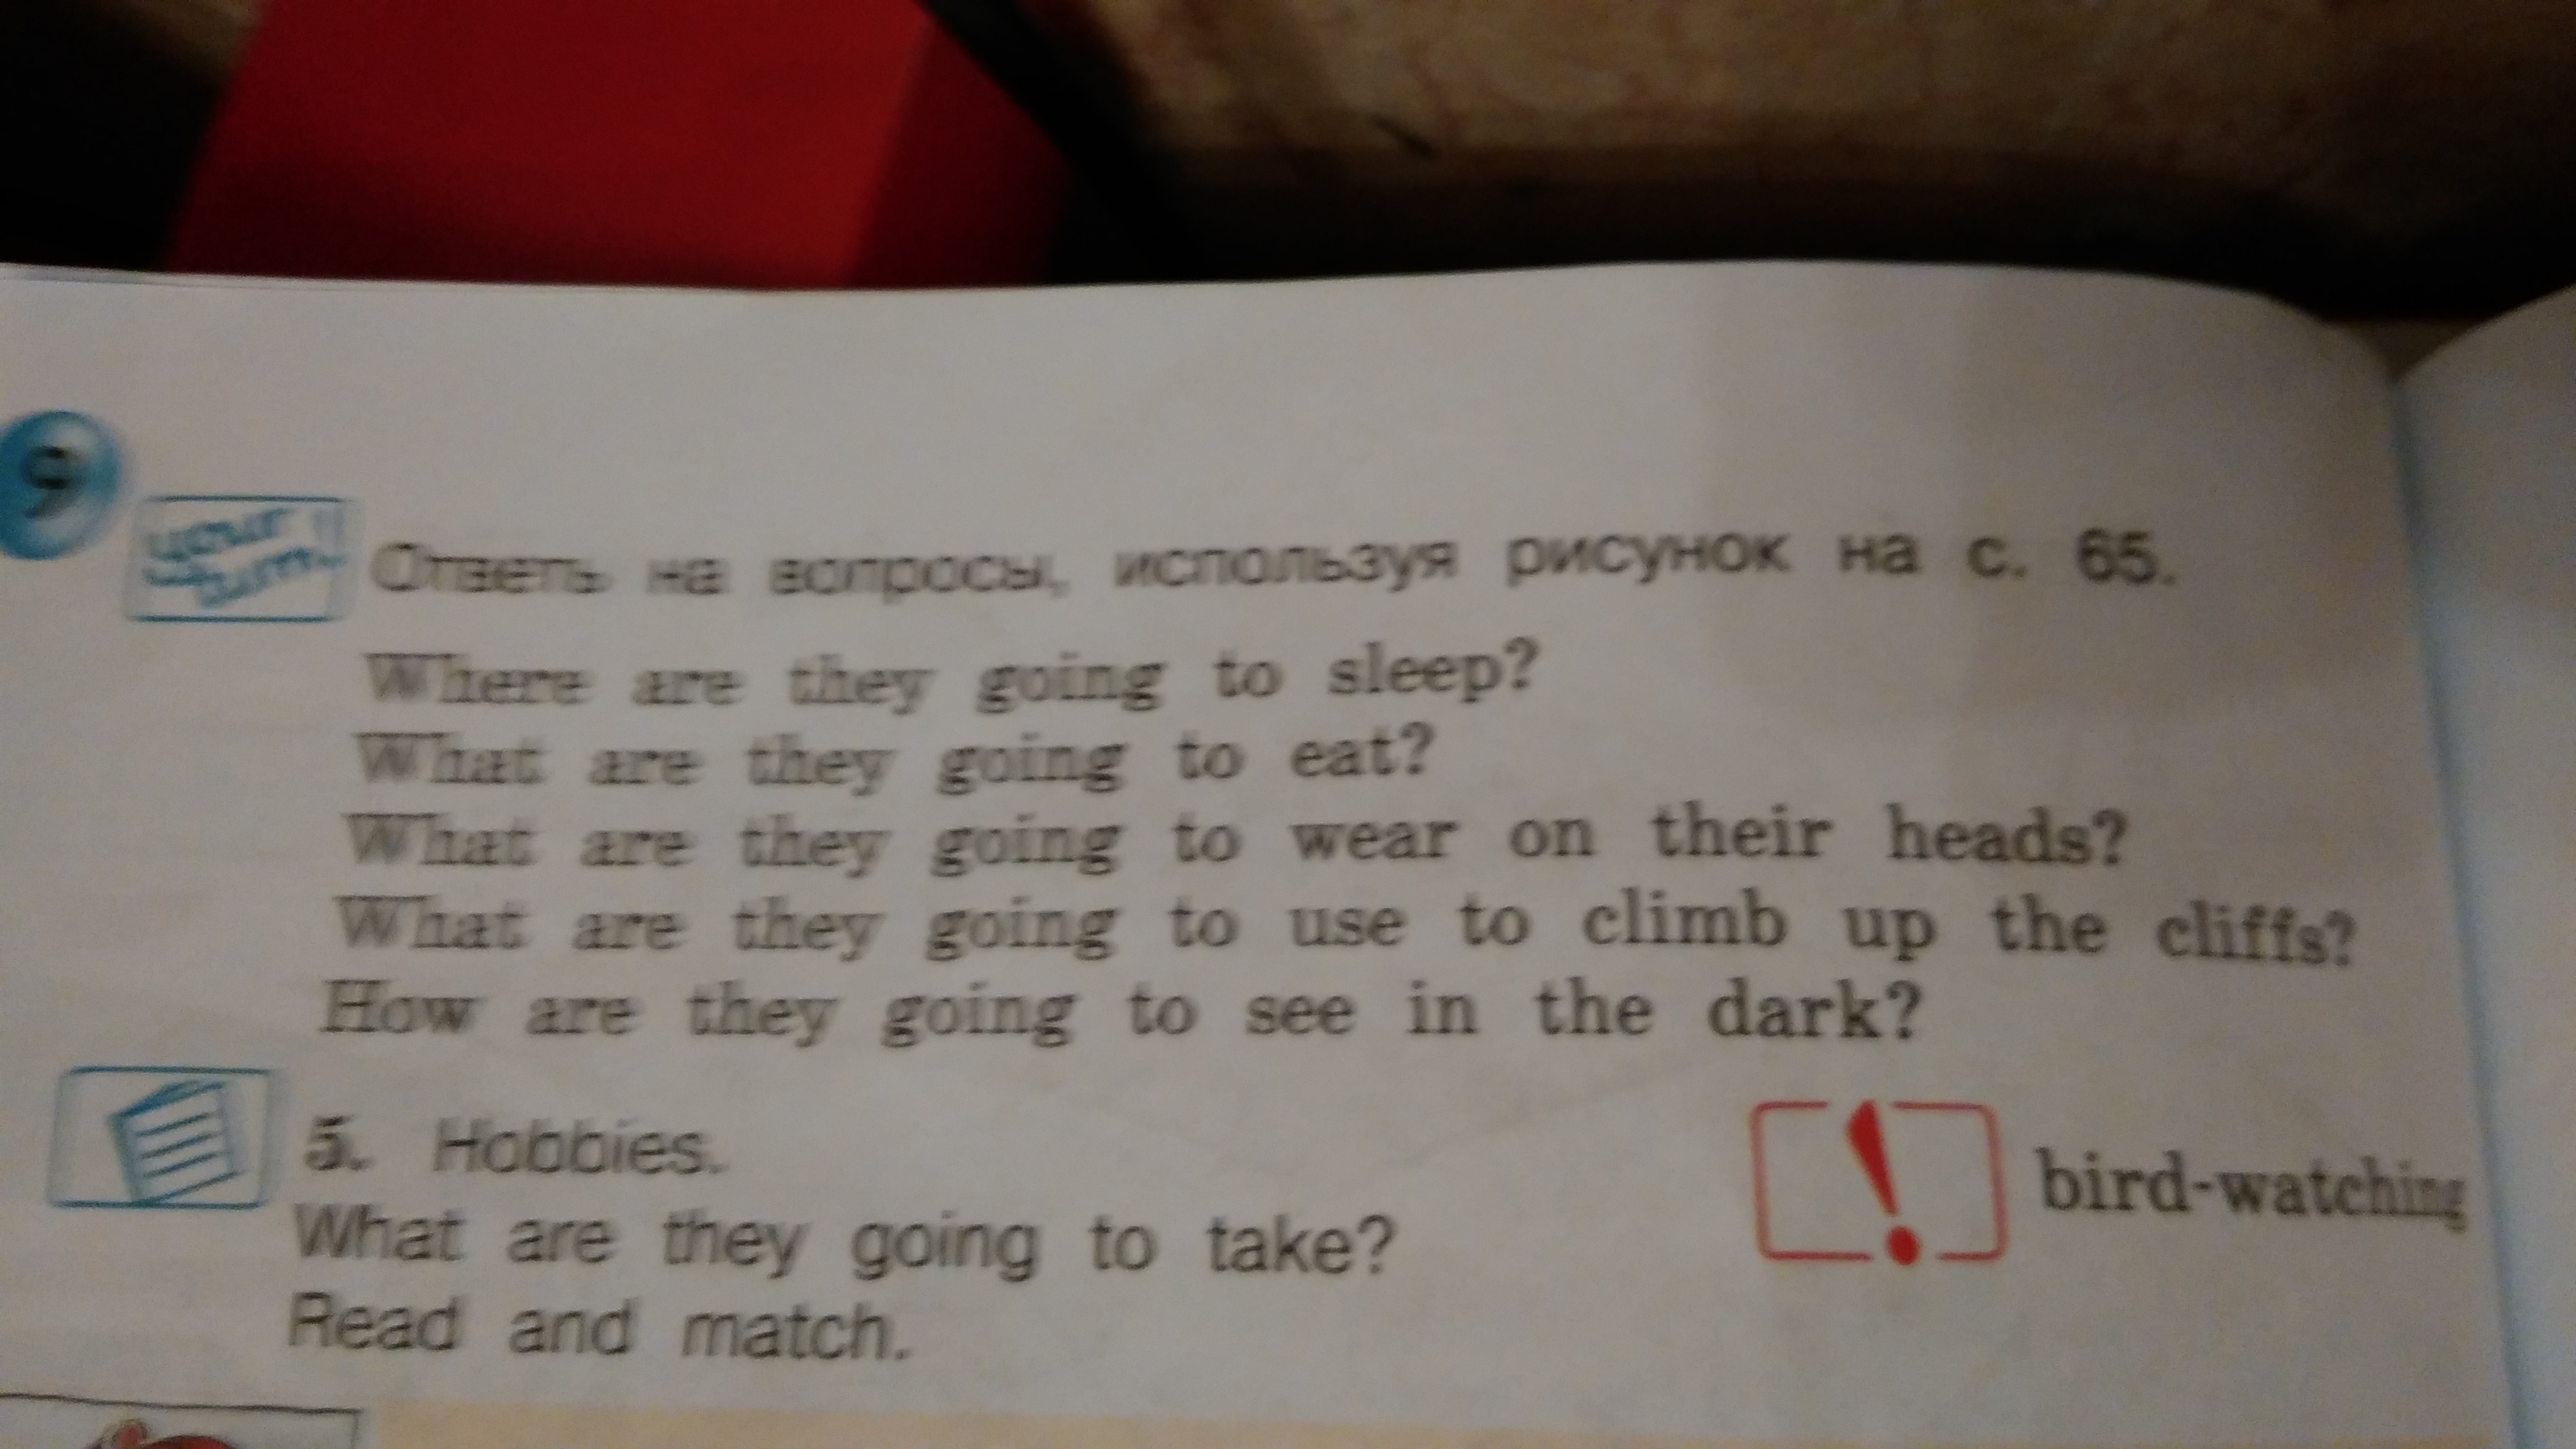 9
your turn!
Ответь на вопросы, используя рисунок на с. 65.
Where are they going to sleep?
What are they going to eat?
What are they going to wear on their heads?
What are they going to use to climb up the cliffs?
How are they going to see in the dark?
5. Hobbies.
! bird-watching
What are they going to take?
Read and match.